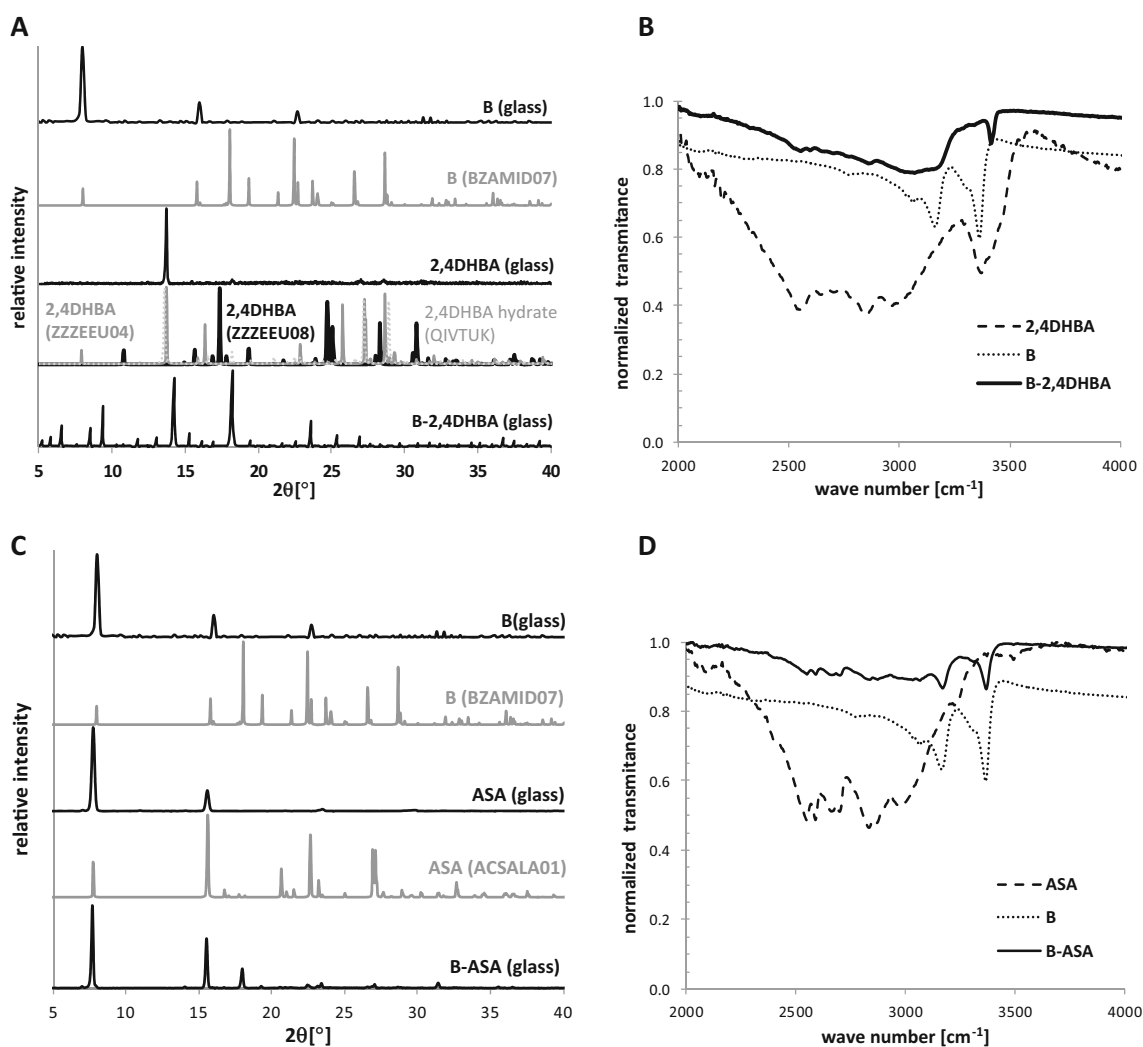 A
B (glass)
B (BZAMID07)
2,4DHBA (glass)
2,4DHBA
(ZZZEEU04)
2,4DHBA
(ZZZEEU08)
2,4DHBA hydrate
(QIVTUK)
B-2,4DHBA (glass)
relative intensity
5 10 15 20 25 30 35 40
2θ[°]
B
1.0
0.8
0.6
0.4
0.2
0.0
normalized transmitance
2,4DHBA
B
B-2,4DHBA
2000 2500 3000 3500 4000
wave number [cm-1]
C
B(glass)
B (BZAMID07)
ASA (glass)
ASA (ACSALA01)
B-ASA (glass)
relative intensity
5 10 15 20 25 30 35 40
2θ[°]
D
1.0
0.8
0.6
0.4
0.2
0.0
normalized transmitance
ASA
B
B-ASA
2000 2500 3000 3500 4000
wave number [cm-1]